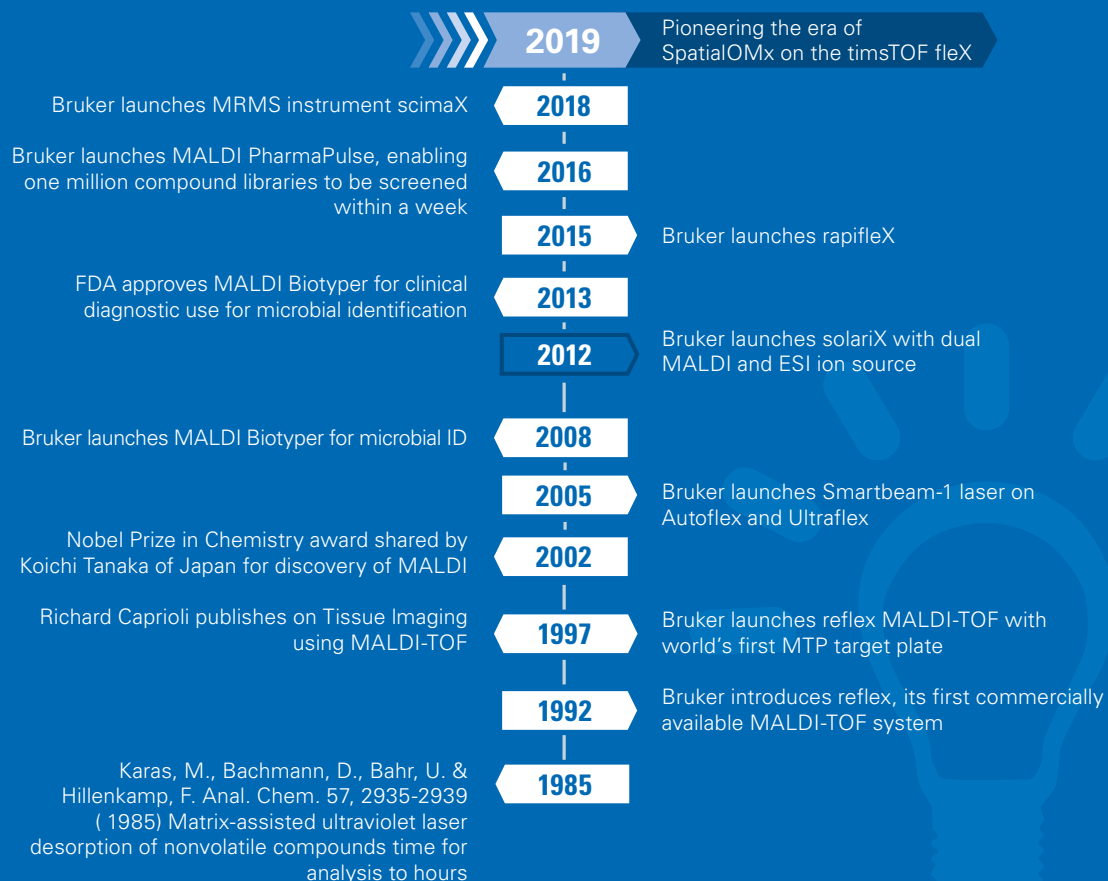 2019
Pioneering the era of
SpatialOMx on the timsTOF fleX
Bruker launches MRMS instrument scimaX
2018
Bruker launches MALDI PharmaPulse, enabling
one million compound libraries to be screened
within a week
2016
2015
Bruker launches rapifleX
FDA approves MALDI Biotyper for clinical
diagnostic use for microbial identification
2013
2012
Bruker launches solariX with dual
MALDI and ESI ion source
Bruker launches MALDI Biotyper for microbial ID
2008
2005
Bruker launches Smartbeam-1 laser on
Autoflex and Ultraflex
Nobel Prize in Chemistry award shared by
Koichi Tanaka of Japan for discovery of MALDI
2002
Richard Caprioli publishes on Tissue Imaging
using MALDI-TOF
1997
Bruker launches reflex MALDI-TOF with
world's first MTP target plate
1992
Bruker introduces reflex, its first commercially
available MALDI-TOF system
Karas, M., Bachmann, D., Bahr, U. &
Hillenkamp, F. Anal. Chem. 57, 2935-2939
( 1985) Matrix-assisted ultraviolet laser
desorption of nonvolatile compounds time for
analysis to hours
1985